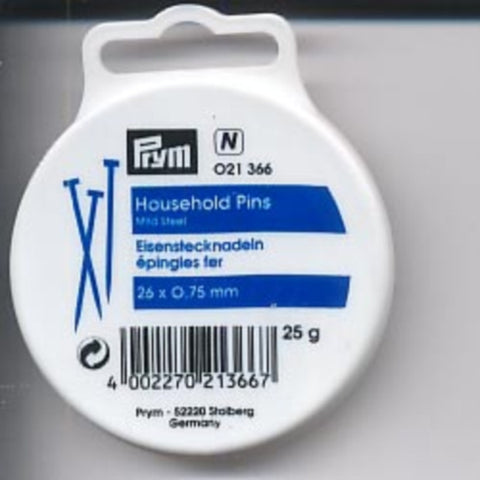 Prym N
021 366
Household Pins
Mild Steel
Eisenstecknadeln
épingles fer
26 x 0.75 mm
25 g
4 002270 213667
Prym - 52220 Stolberg
Germany